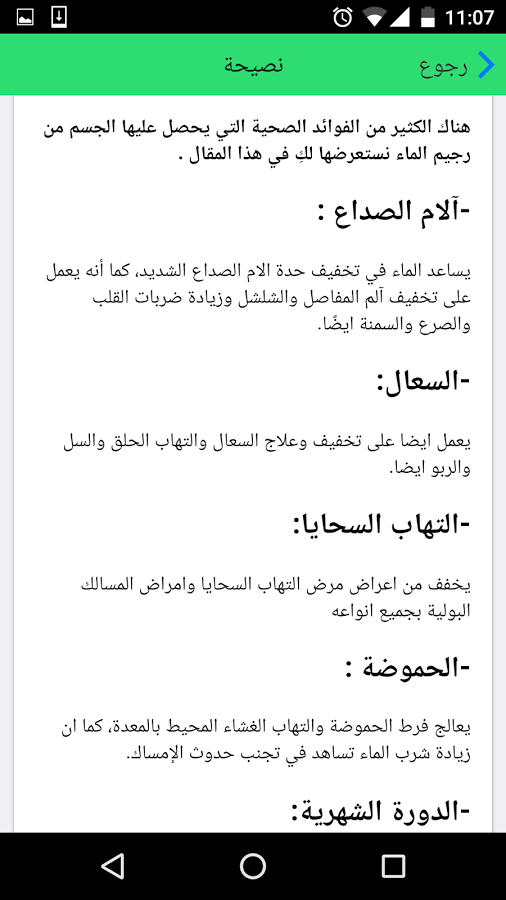 11:07
رجوع
نصيحة
هناك الكثير من الفوائد الصحية التي يحصل عليها الجسم من
رجيم الماء نستعرضها لكِ في هذا المقال .
-آلام الصداع :
يساعد الماء في تخفيف حدة الام الصداع الشديد، كما أنه يعمل
على تخفيف آلم المفاصل والشلشل وزيادة ضربات القلب
والصرع والسمنة ايضًا.
-السعال:
يعمل ايضا على تخفيف وعلاج السعال والتهاب الحلق والسل
والربو ايضا.
-التهاب السحايا:
يخفف من اعراض مرض التهاب السحايا وامراض المسالك
البولية بجميع انواعه
-الحموضة :
يعالج فرط الحموضة والتهاب الغشاء المحيط بالمعدة، كما ان
زيادة شرب الماء تساهد في تجنب حدوث الإمساك.
-الدورة الشهرية: